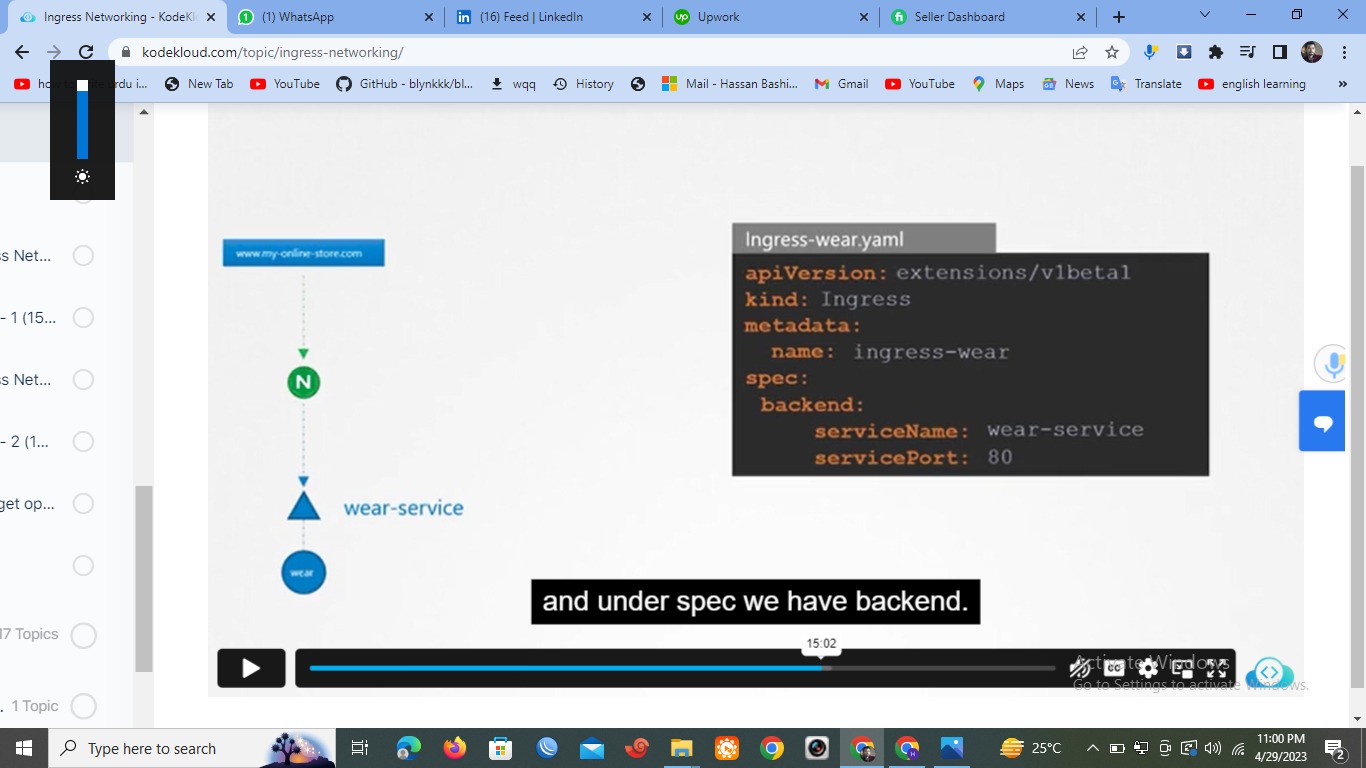 Ingress Networking - KodeKl
(1) WhatsApp
(16) Feed | LinkedIn
Upwork
Seller Dashboard
kodekloud.com/topic/ingress-networking/
urdu i...
New Tab
YouTube
GitHub - blynkkk/bl...
wqq
History
Mail - Hassan Bashi...
Gmail
YouTube
Maps
News
Translate
english learning
»
s Net...
- 1 (15...
ss Net...
- 2 (1...
get op...
17 Topics
. 1 Topic
www.my-online-store.com
N
wear-service
wear
Ingress-wear.yaml
apiVersion: extensions/v1beta1
kind: Ingress
metadata:
name: ingress-wear
spec:
backend:
serviceName: wear-service
servicePort: 80
and under spec we have backend.
15:02
CC
Activate Windows
Go to Settings to activate Windows.
Type here to search
25°C
11:00 PM
4/29/2023
2